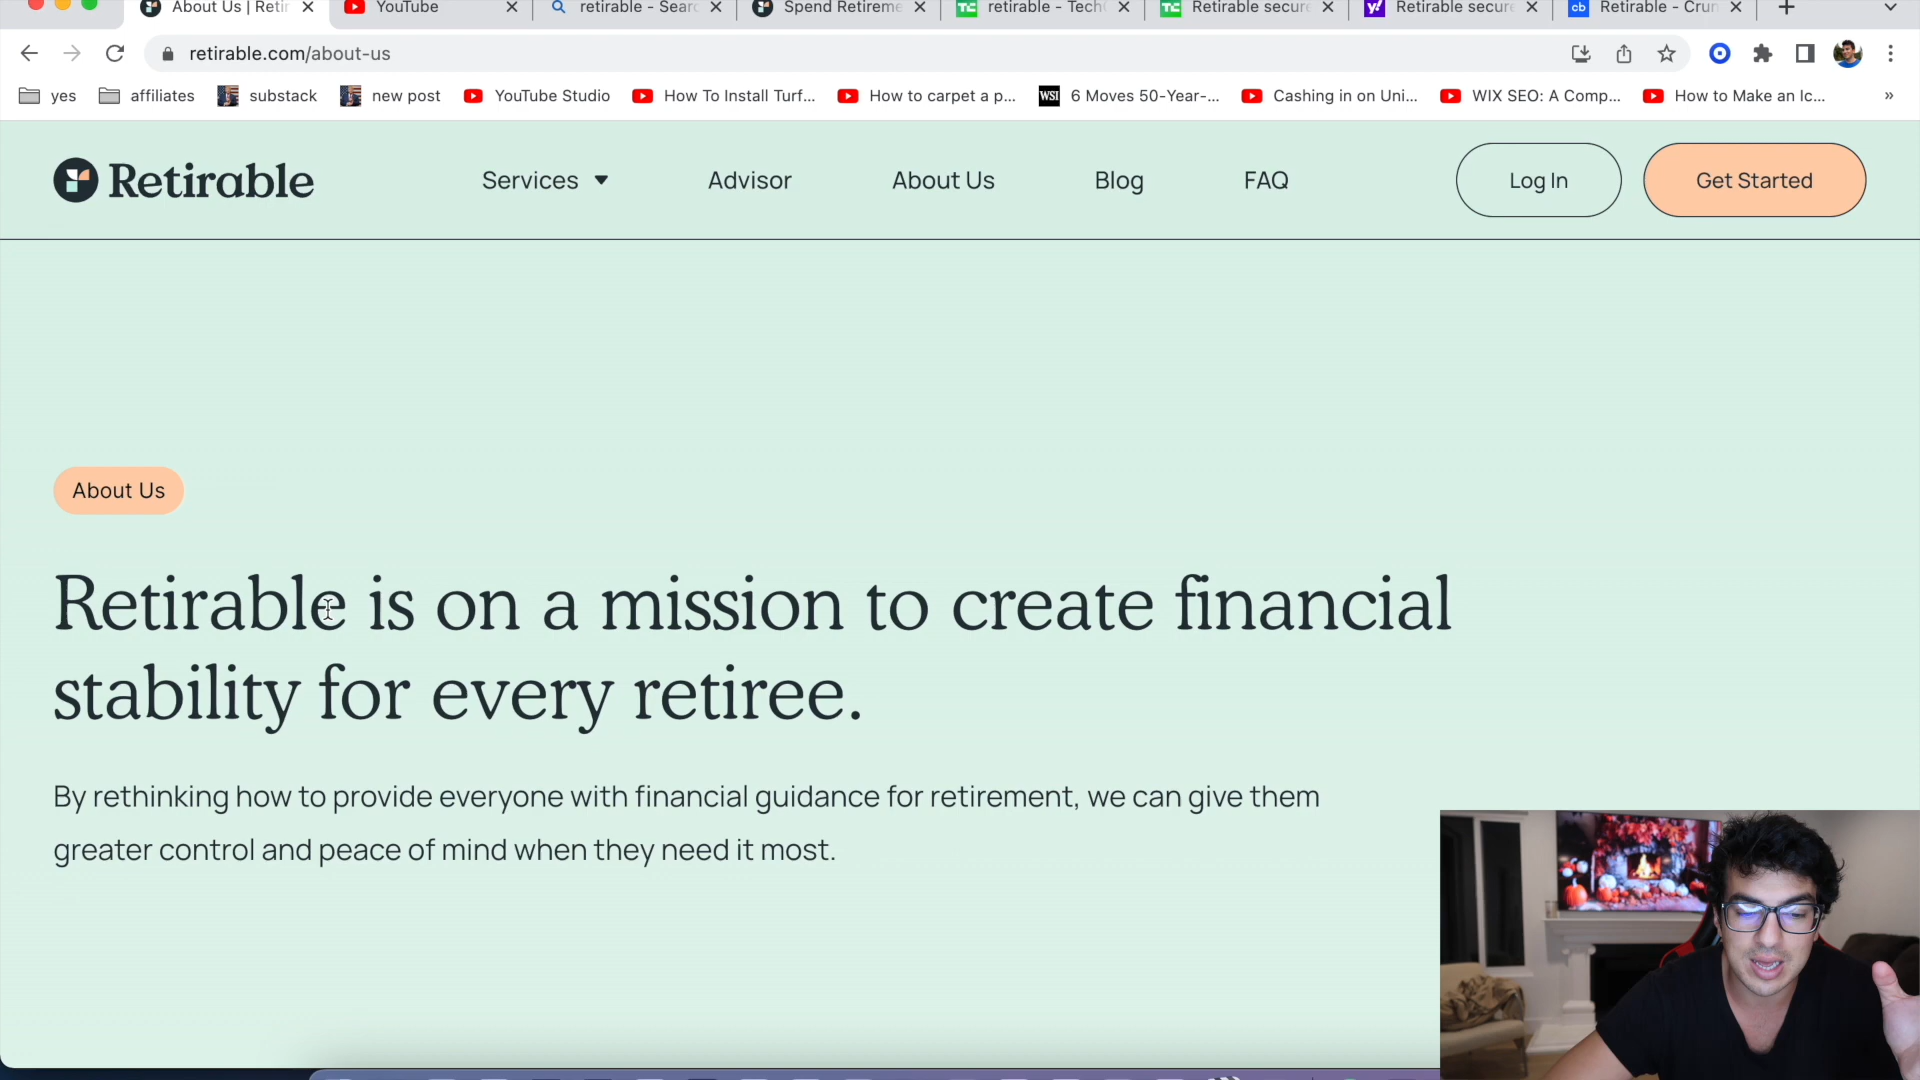 About Us | Retir
YouTube
retirable - Searc
Spend Retireme
retirable - Tech
Retirable secure
Retirable secure
Retirable - Crun
retirable.com/about-us
yes
affiliates
substack
new post
YouTube Studio
How To Install Turf...
How to carpet a p...
WSI
6 Moves 50-Year-...
Cashing in on Uni...
WIX SEO: A Comp...
How to Make an Ic...
»
Retirable
Services
Advisor
About Us
Blog
FAQ
Log In
Get Started
About Us
Retirable is on a mission to create financial
stability for every retiree.
By rethinking how to provide everyone with financial guidance for retirement, we can give them
greater control and peace of mind when they need it most.